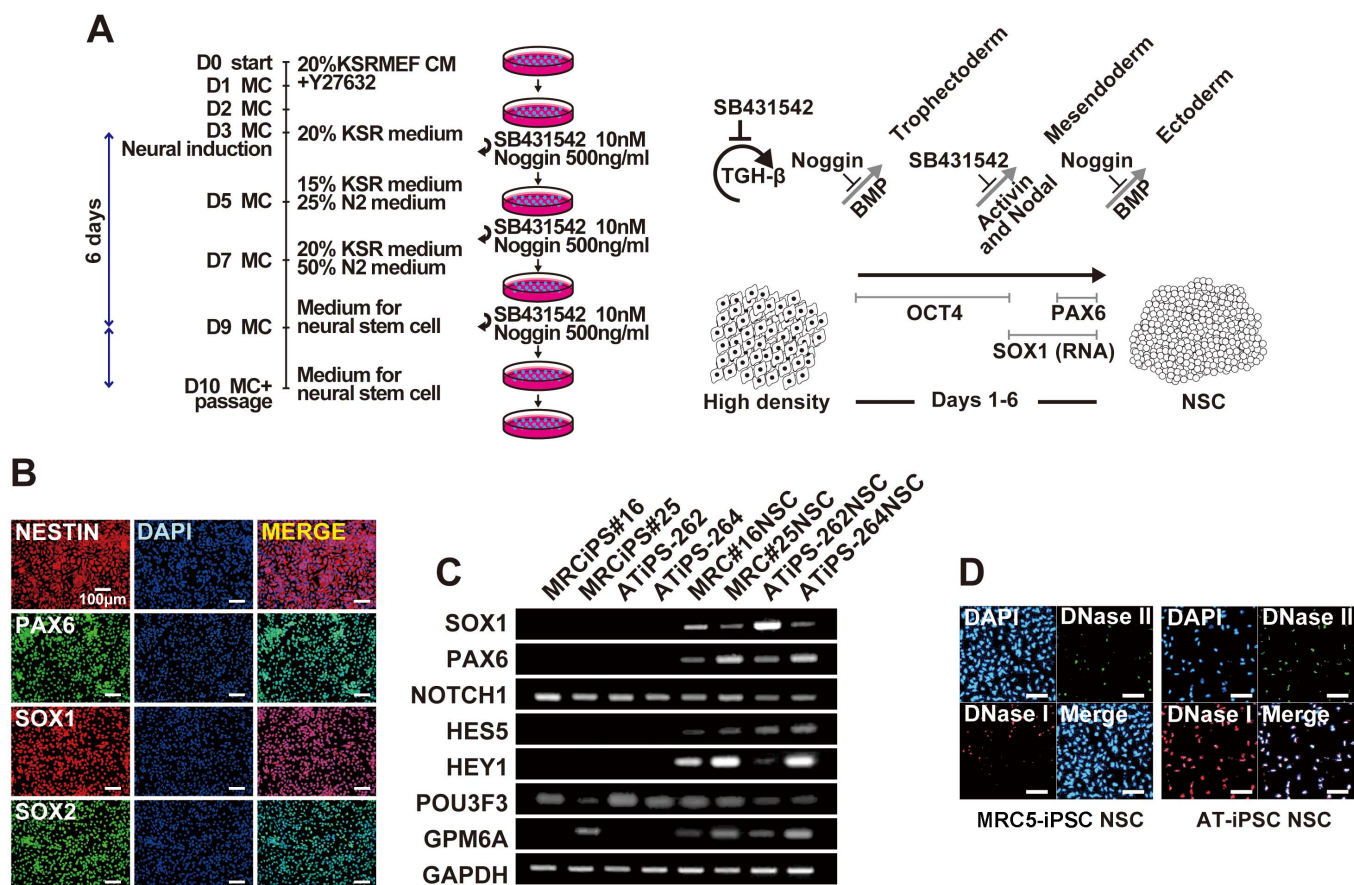 A
D0 start
20%KSRMEF CM
D1 MC
+Y27632
D2 MC
D3 MC
20% KSR medium
Neural induction
SB431542 10nM
Noggin 500ng/ml
15% KSR medium
D5 MC
25% N2 medium
SB431542 10nM
Noggin 500ng/ml
20% KSR medium
D7 MC
50% N2 medium
6 days
Medium for
D9 MC
neural stem cell
SB431542 10nM
Noggin 500ng/ml
D10 MC+
passage
Medium for
neural stem cell
SB431542
TGH-β
Noggin
BMP
Trophectoderm
SB431542
Activin
and Nodal
Mesendoderm
Noggin
BMP
Ectoderm
OCT4
PAX6
SOX1 (RNA)
High density
Days 1-6
NSC
B
NESTIN
DAPI
MERGE
100μm
PAX6
SOX1
SOX2
C
MRCiPS#16
MRCiPS#25
ATiPS-262
ATiPS-264
MRC#16NSC
MRC#25NSC
ATiPS-262NSC
ATiPS-264NSC
SOX1
PAX6
NOTCH1
HES5
HEY1
POU3F3
GPM6A
GAPDH
D
DAPI
DNase II
DNase I
Merge
MRC5-iPSC NSC
DAPI
DNase II
DNase I
Merge
AT-iPSC NSC